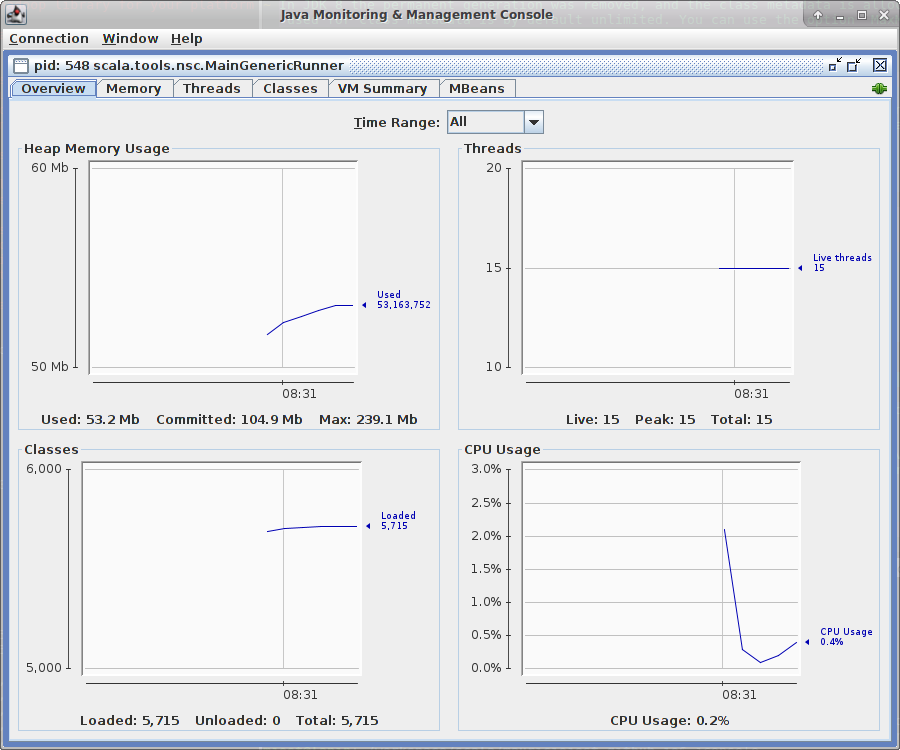 Java Monitoring & Management Console
Connection Window Help
pid: 548 scala.tools.nsc.MainGenericRunner
Overview Memory Threads Classes VM Summary MBeans
Time Range: All
Heap Memory Usage
60 Mb
50 Mb
Used
53,163,752
08:31
Used: 53.2 Mb Committed: 104.9 Mb Max: 239.1 Mb
Threads
20
15
10
Live threads
15
08:31
Live: 15 Peak: 15 Total: 15
Classes
6,000
5,000
Loaded
5,715
08:31
Loaded: 5,715 Unloaded: 0 Total: 5,715
CPU Usage
3.0%
2.5%
2.0%
1.5%
1.0%
0.5%
0.0%
CPU Usage
0.4%
08:31
CPU Usage: 0.2%